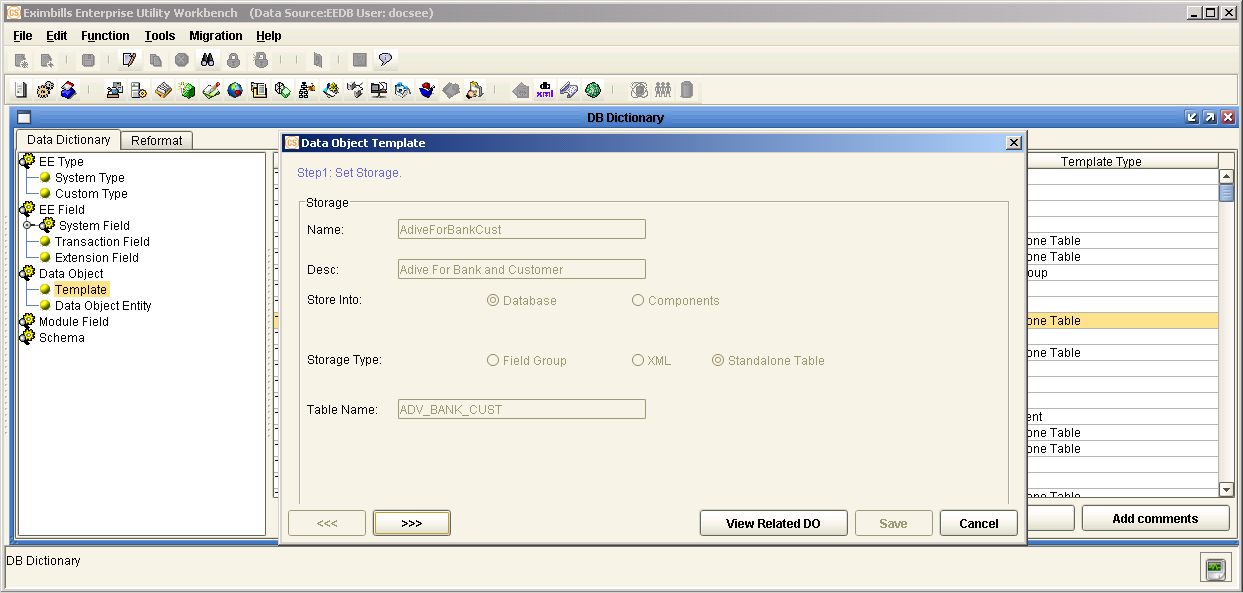 Eximbills Enterprise Utility Workbench (Data Source:EEDB User: docsee)
File Edit Function Tools Migration Help
xml
DB Dictionary
Data Dictionary Reformat
EE Type
System Type
Custom Type
EE Field
System Field
Transaction Field
Extension Field
Data Object
Template
Data Object Entity
Module Field
Schema
Data Object Template
Step1: Set Storage.
Storage
Name: AdiveForBankCust
Desc: Adive For Bank and Customer
Store Into: Database Components
Storage Type: Field Group XML Standalone Table
Table Name: ADV_BANK_CUST
<<< >>> View Related DO Save Cancel
Template Type
one Table
one Table
oup
one Table
one Table
ent
one Table
one Table
one Table
Add comments
DB Dictionary